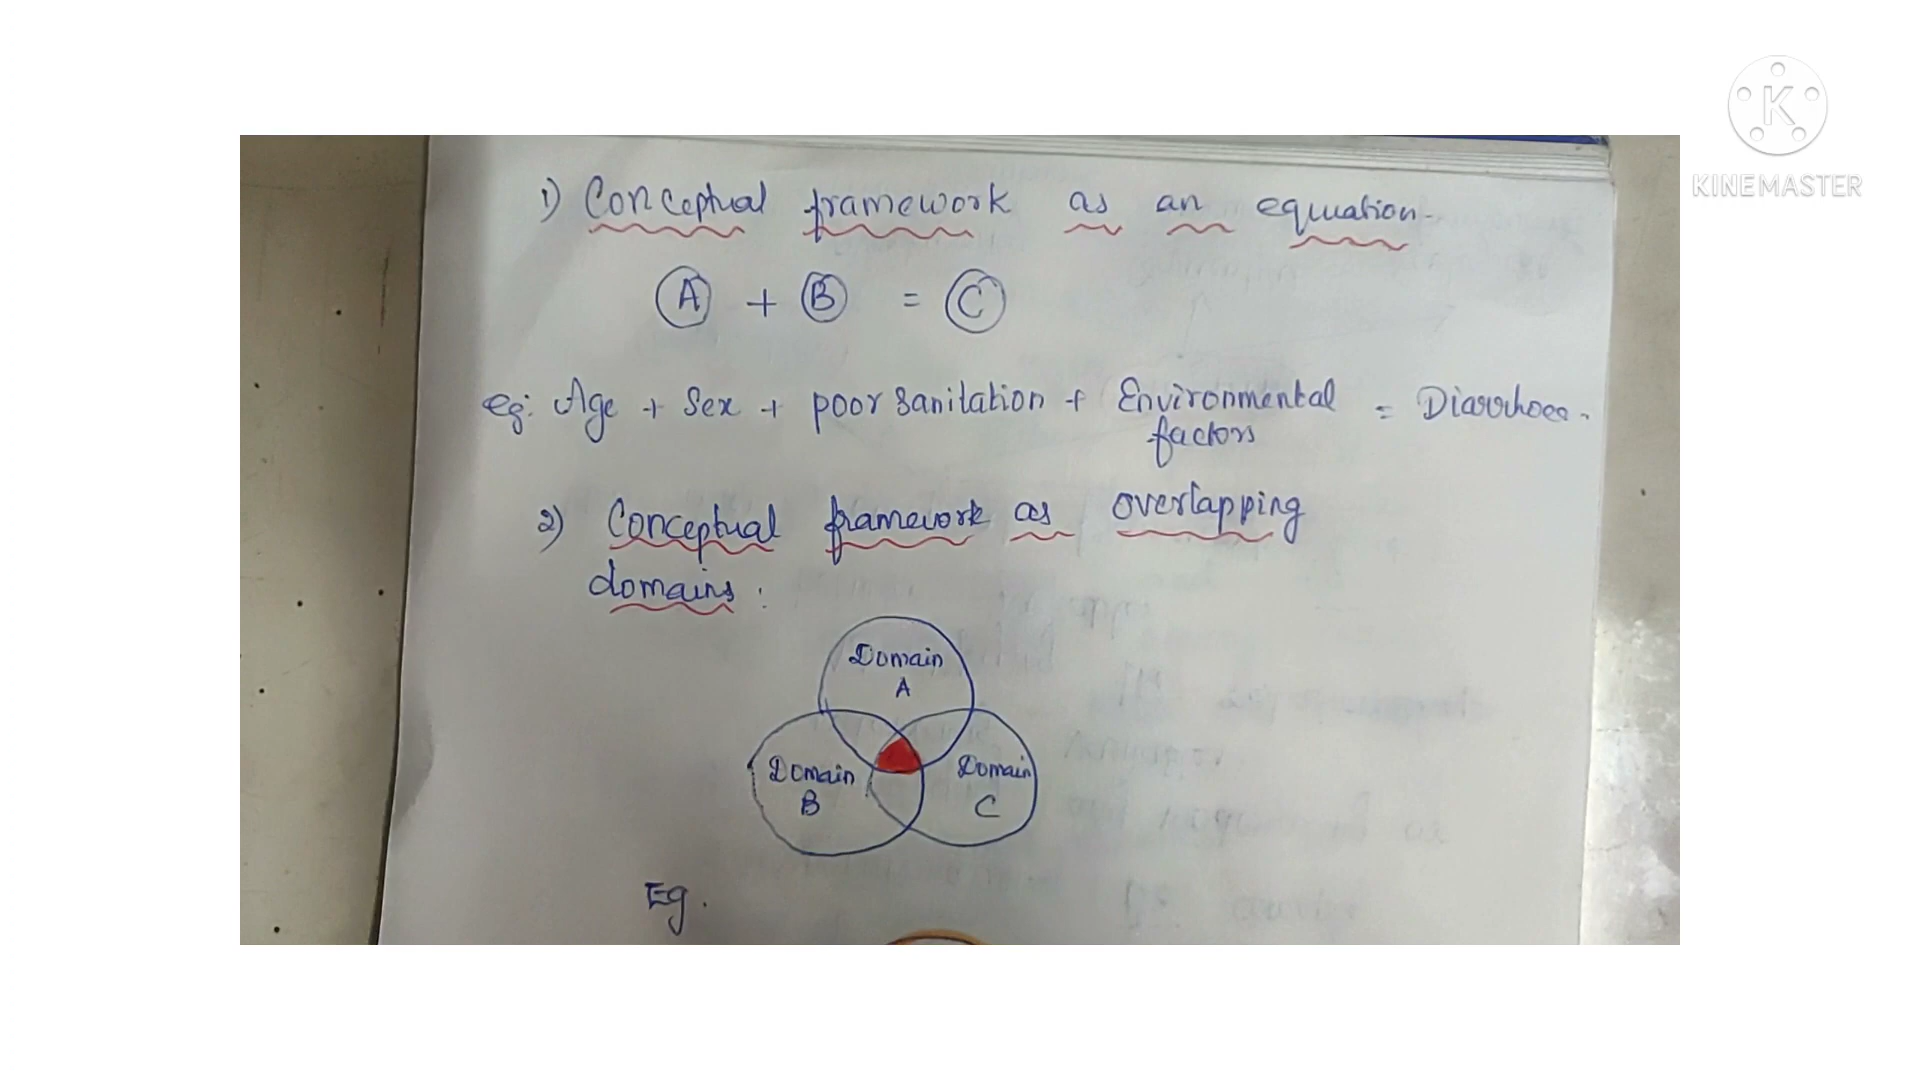 KINEMASTER
1) Conceptual framework as an equation-
A + B = C
eg: Age + Sex + poor sanitation + Environmental = Diarrhoea.
factors
2) Conceptual framework as overlapping
domains:
Domain
A
Domain
B
Domain
C
Eg.